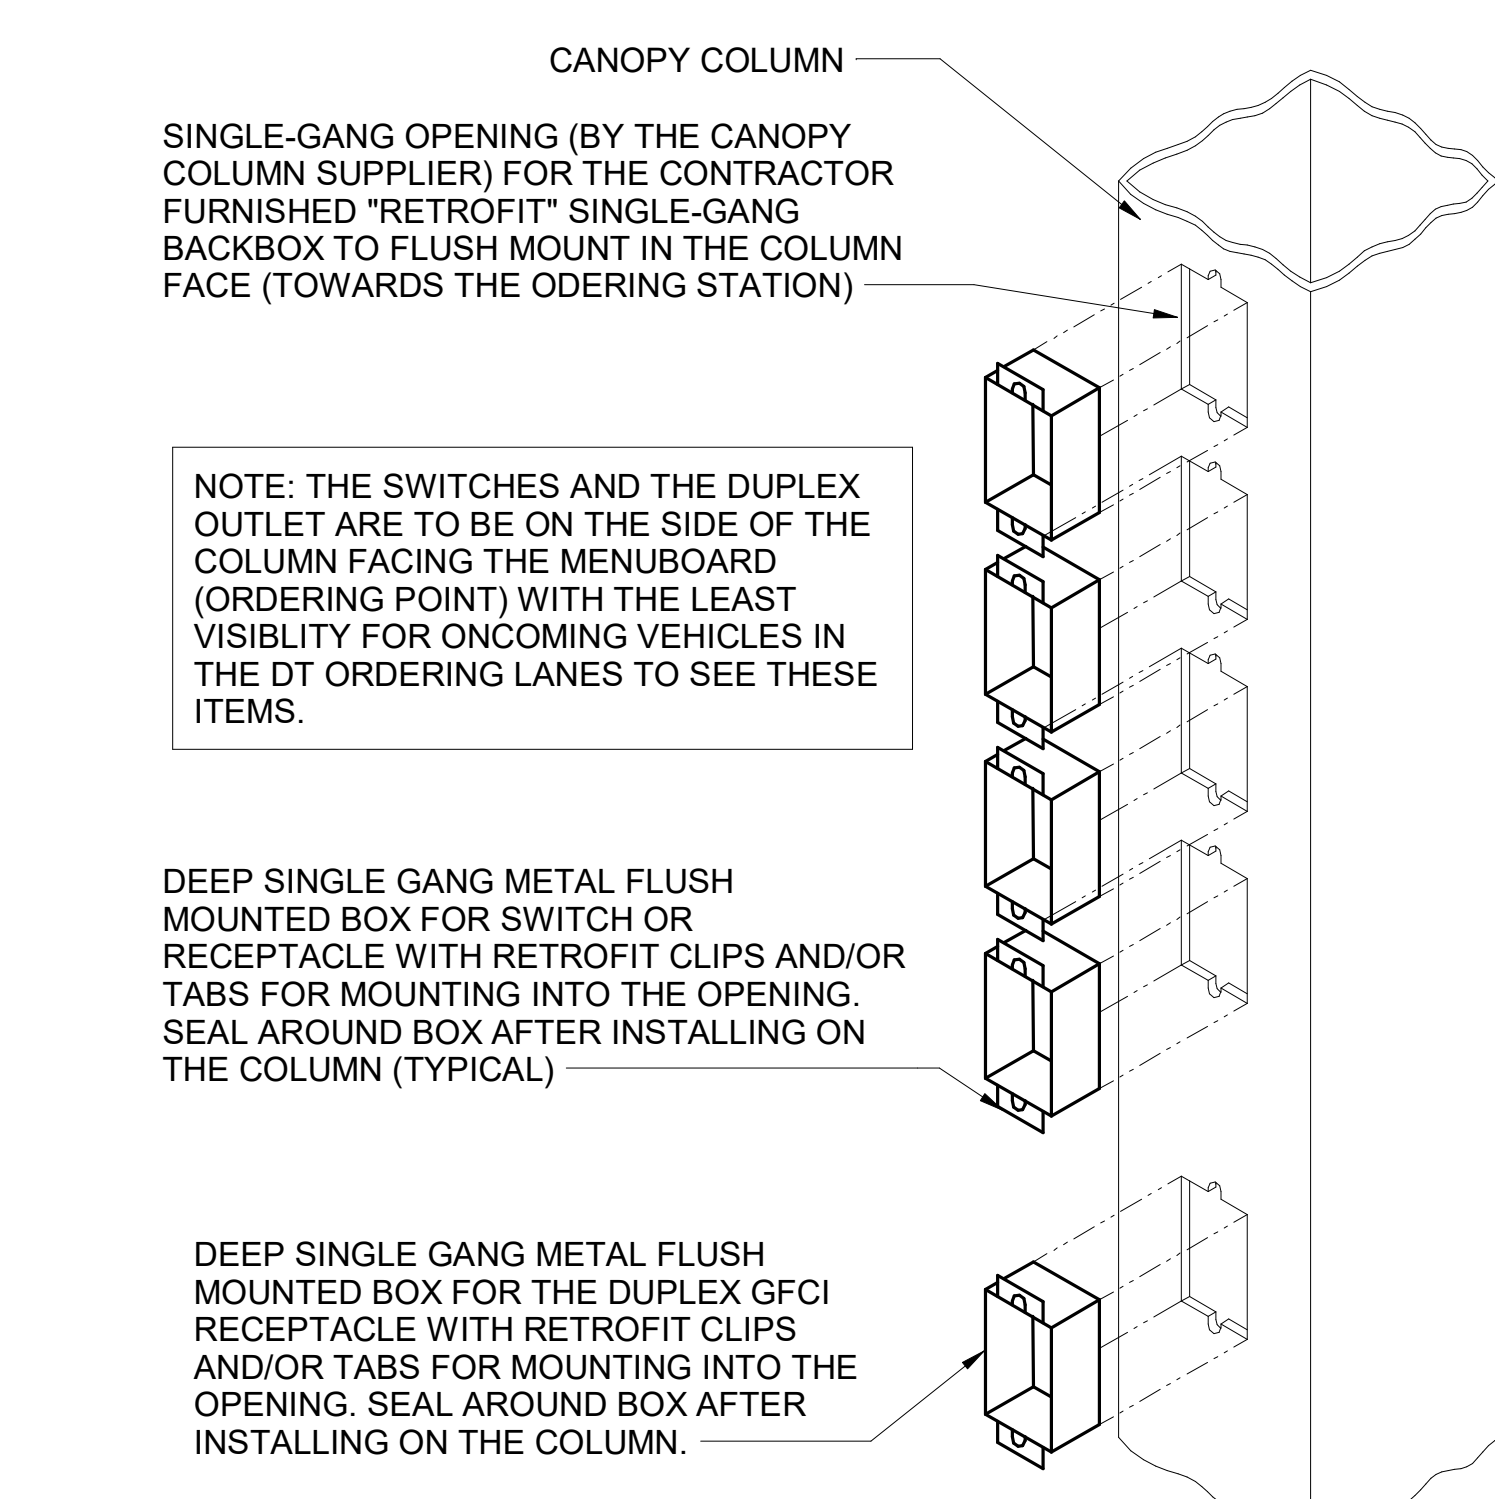 CANOPY COLUMN
SINGLE-GANG OPENING (BY THE CANOPY
COLUMN SUPPLIER) FOR THE CONTRACTOR
FURNISHED "RETROFIT" SINGLE-GANG
BACKBOX TO FLUSH MOUNT IN THE COLUMN
FACE (TOWARDS THE ODERING STATION)
NOTE: THE SWITCHES AND THE DUPLEX
OUTLET ARE TO BE ON THE SIDE OF THE
COLUMN FACING THE MENUBOARD
(ORDERING POINT) WITH THE LEAST
VISIBLITY FOR ONCOMING VEHICLES IN
THE DT ORDERING LANES TO SEE THESE
ITEMS.
DEEP SINGLE GANG METAL FLUSH
MOUNTED BOX FOR SWITCH OR
RECEPTACLE WITH RETROFIT CLIPS AND/OR
TABS FOR MOUNTING INTO THE OPENING.
SEAL AROUND BOX AFTER INSTALLING ON
THE COLUMN (TYPICAL)
DEEP SINGLE GANG METAL FLUSH
MOUNTED BOX FOR THE DUPLEX GFCI
RECEPTACLE WITH RETROFIT CLIPS
AND/OR TABS FOR MOUNTING INTO THE
OPENING. SEAL AROUND BOX AFTER
INSTALLING ON THE COLUMN.